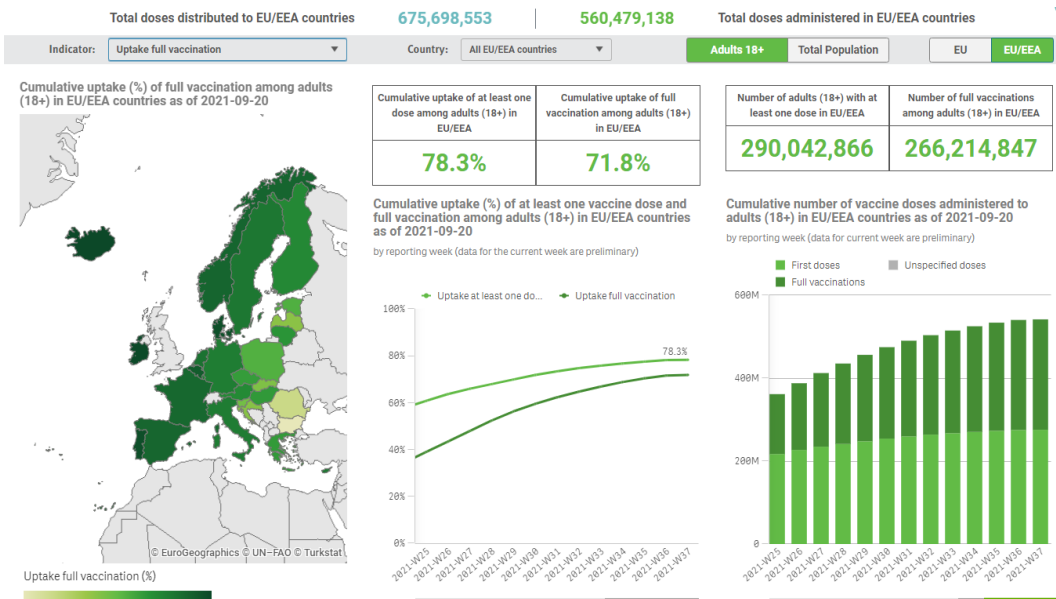 Total doses distributed to EU/EEA countries
675,698,553
560,479,138
Total doses administered in EU/EEA countries
Indicator:
Uptake full vaccination
Country:
All EU/EEA countries
Adults 18+
Total Population
EU
EU/EEA
Cumulative uptake (%) of full vaccination among adults
(18+) in EU/EEA countries as of 2021-09-20
© EuroGeographics © UN–FAO © Turkstat
Uptake full vaccination (%)
Cumulative uptake of at least one
dose among adults (18+) in
EU/EEA
78.3%
Cumulative uptake of full
vaccination among adults (18+)
in EU/EEA
71.8%
Cumulative uptake (%) of at least one vaccine dose and
full vaccination among adults (18+) in EU/EEA countries
as of 2021-09-20
by reporting week (data for the current week are preliminary)
Uptake at least one do...
Uptake full vaccination
100%
80%
60%
40%
20%
0%
78.3%
2021-W25
2021-W26
2021-W27
2021-W28
2021-W29
2021-W30
2021-W31
2021-W32
2021-W33
2021-W34
2021-W35
2021-W36
2021-W37
Number of adults (18+) with at
least one dose in EU/EEA
290,042,866
Number of full vaccinations
among adults (18+) in EU/EEA
266,214,847
Cumulative number of vaccine doses administered to
adults (18+) in EU/EEA countries as of 2021-09-20
by reporting week (data for current week are preliminary)
First doses
Unspecified doses
Full vaccinations
600M
400M
200M
0
2021-W25
2021-W26
2021-W27
2021-W28
2021-W29
2021-W30
2021-W31
2021-W32
2021-W33
2021-W34
2021-W35
2021-W36
2021-W37